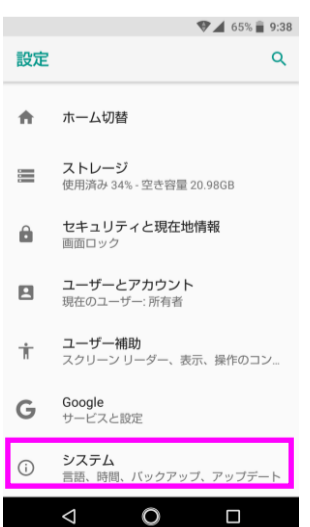 65% 9:38
設定
ホーム切替
ストレージ
使用済み 34% - 空き容量 20.98GB
セキュリティと現在地情報
画面ロック
ユーザーとアカウント
現在のユーザー: 所有者
ユーザー補助
スクリーン リーダー、表示、操作のコン...
Google
サービスと設定
システム
言語、時間、バックアップ、アップデート